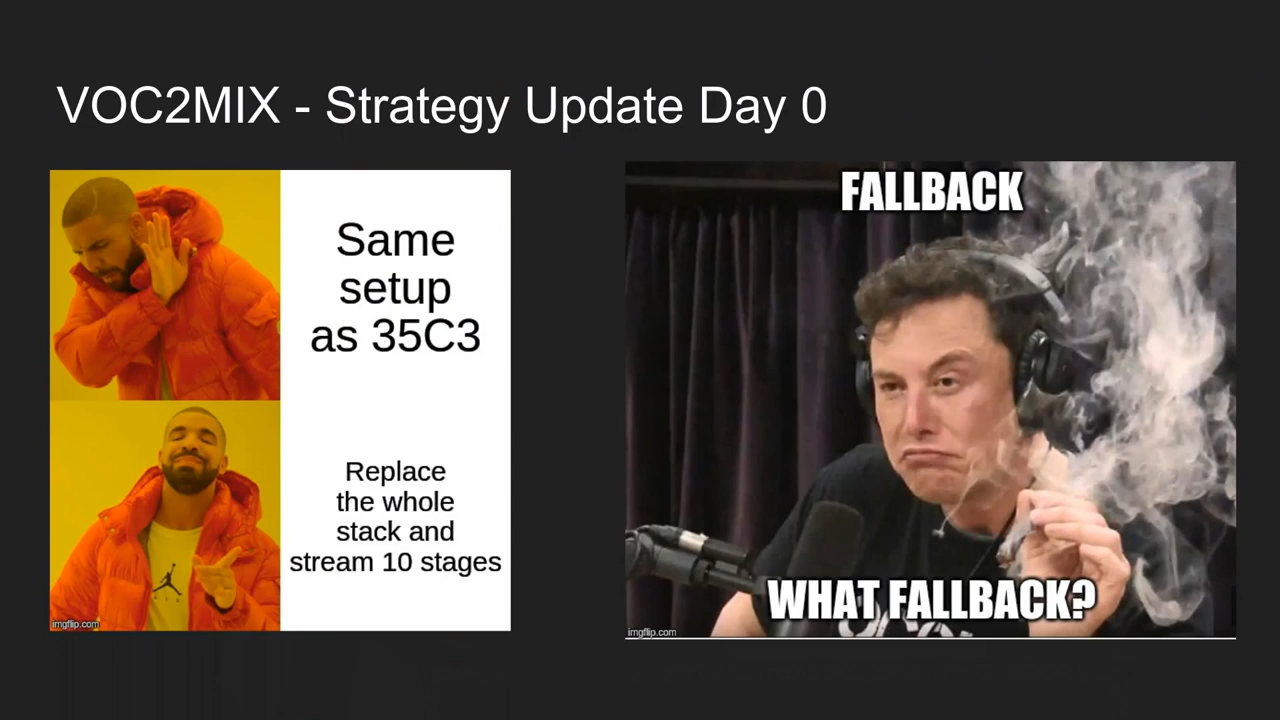 VOC2MIX - Strategy Update Day 0
Same
setup
as 35C3
Replace
the whole
stack and
stream 10 stages
imgflip.com
FALLBACK
WHAT FALLBACK?
imgflip.com